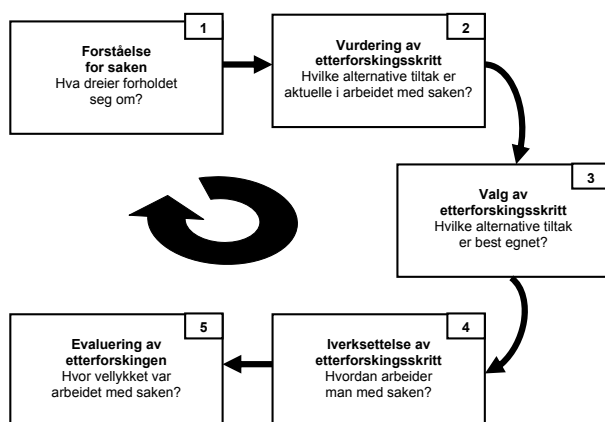 1
Forståelse
for saken
Hva dreier forholdet
seg om?
2
Vurdering av
etterforskingsskritt
Hvilke alternative tiltak er
aktuelle i arbeidet med saken?
3
Valg av
etterforskingsskritt
Hvilke alternative tiltak
er best egnet?
4
Iverksettelse av
etterforskingsskritt
Hvordan arbeider
man med saken?
5
Evaluering av
etterforskingen
Hvor vellykket var
arbeidet med saken?